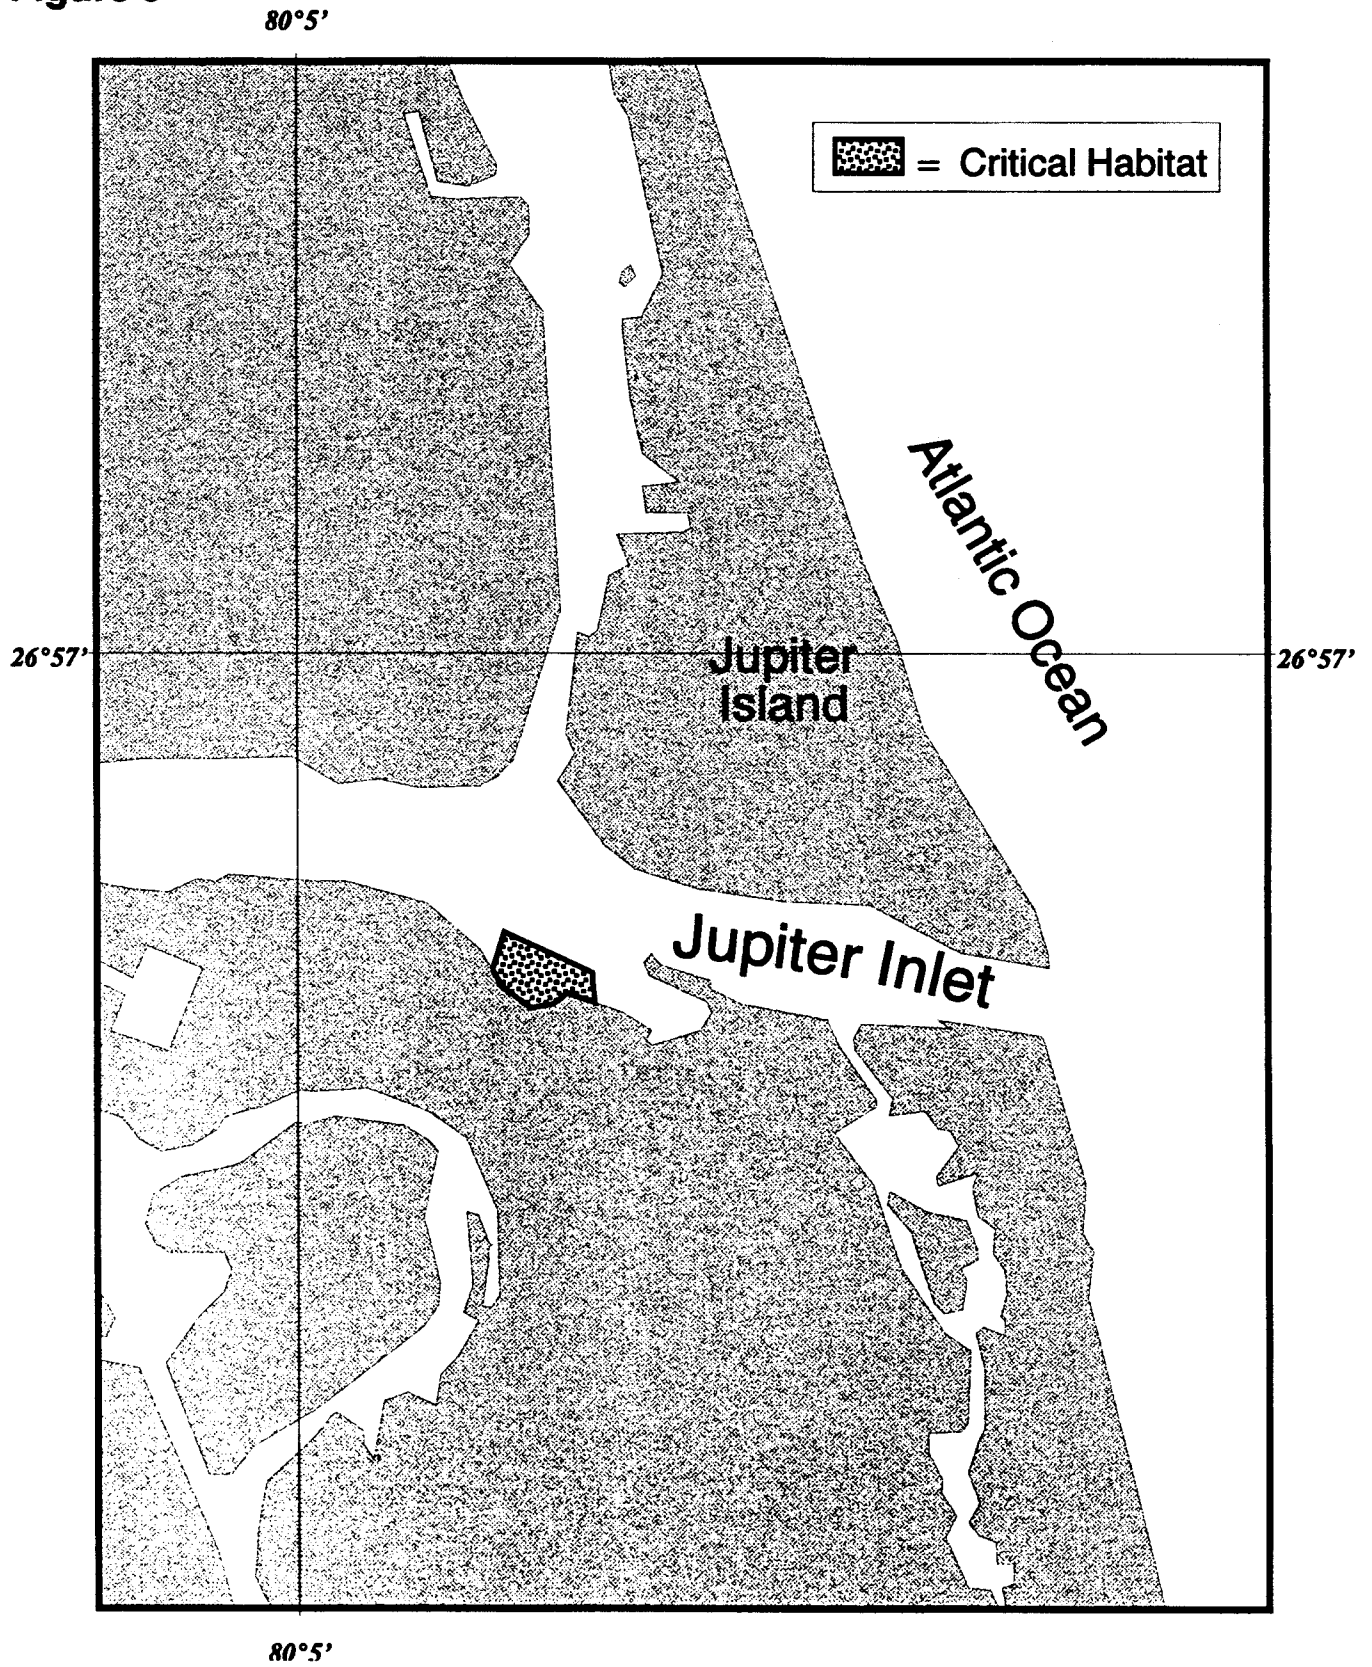 80°5'
= Critical Habitat
Atlantic Ocean
26°57'
26°57'
Jupiter
Island
Jupiter Inlet
80°5'